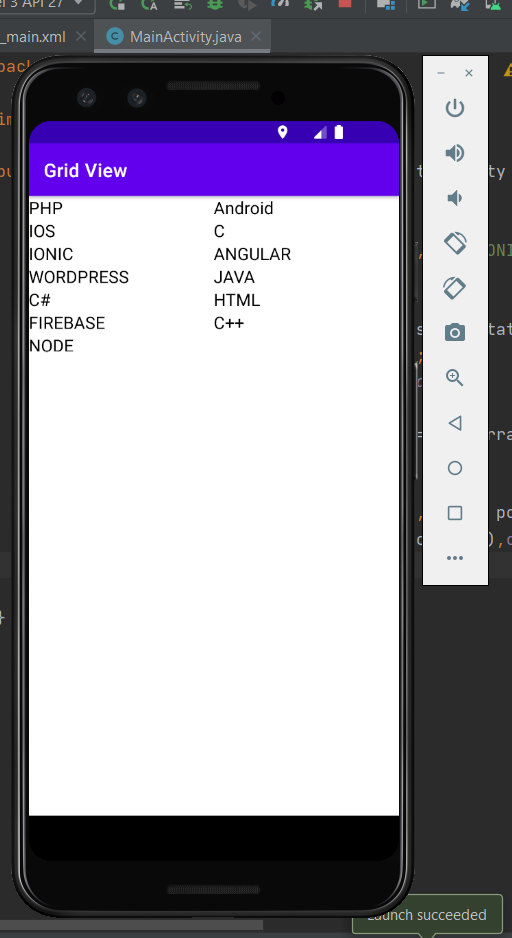 3 API 27
_main.xml
MainActivity.java
Grid View
PHP Android
IOS C
IONIC ANGULAR
WORDPRESS JAVA
C# HTML
FIREBASE C++
NODE
Launch succeeded